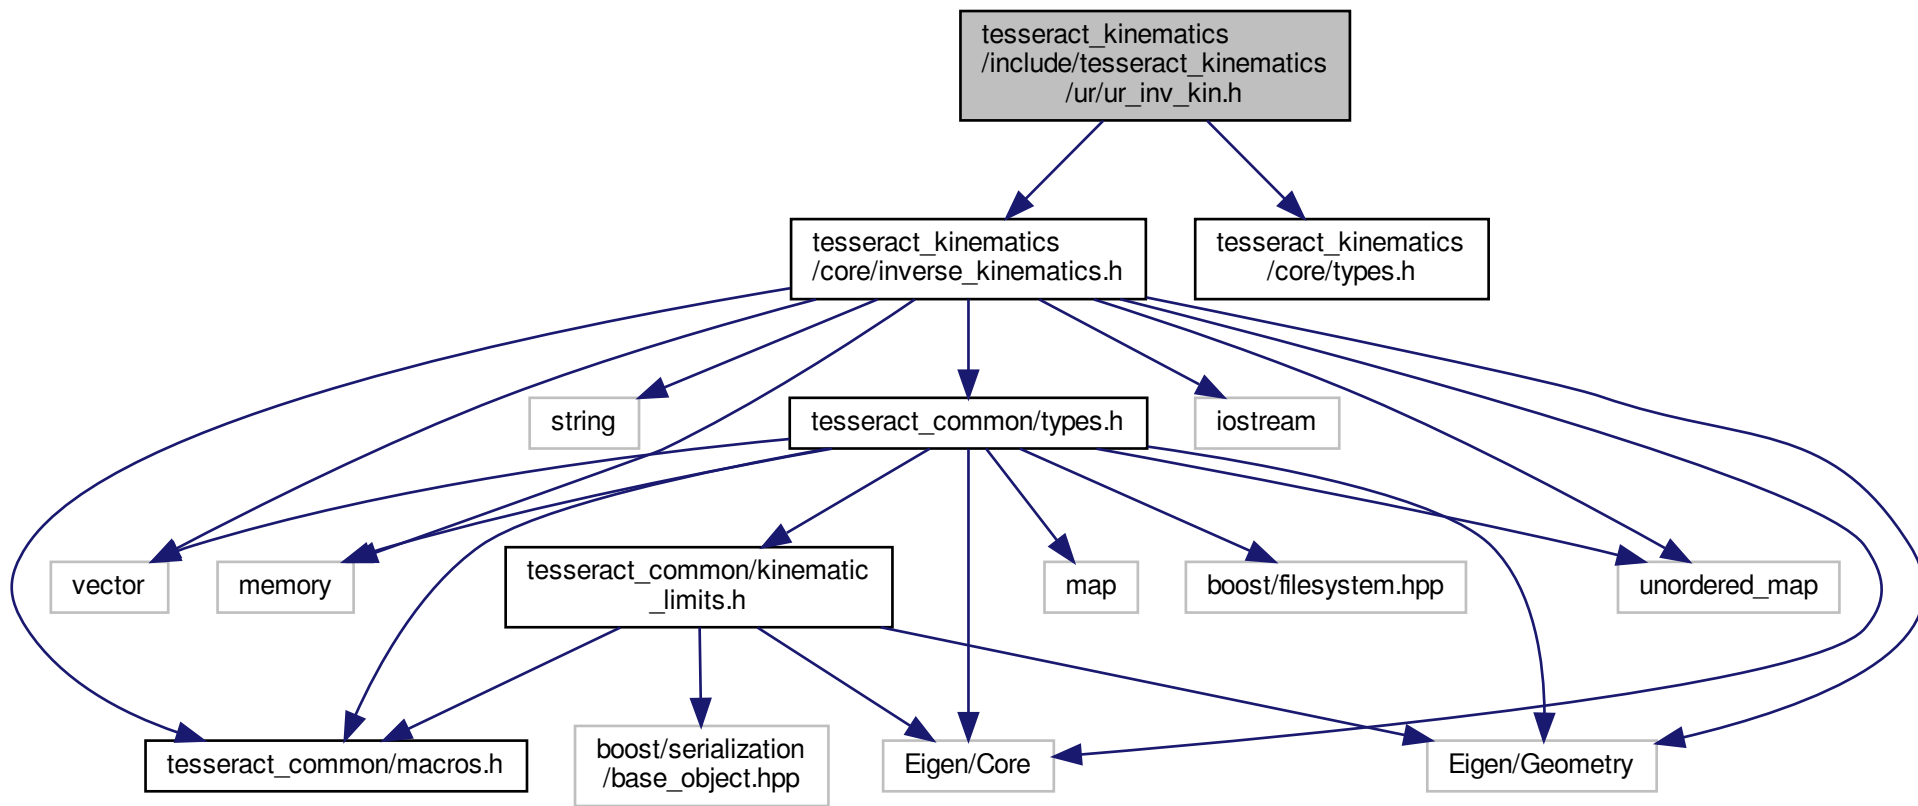 tesseract_kinematics
/include/tesseract_kinematics
/ur/ur_inv_kin.h
tesseract_kinematics
/core/inverse_kinematics.h
tesseract_kinematics
/core/types.h
string
tesseract_common/types.h
iostream
vector
memory
tesseract_common/kinematic
_limits.h
map
boost/filesystem.hpp
unordered_map
tesseract_common/macros.h
boost/serialization
/base_object.hpp
Eigen/Core
Eigen/Geometry